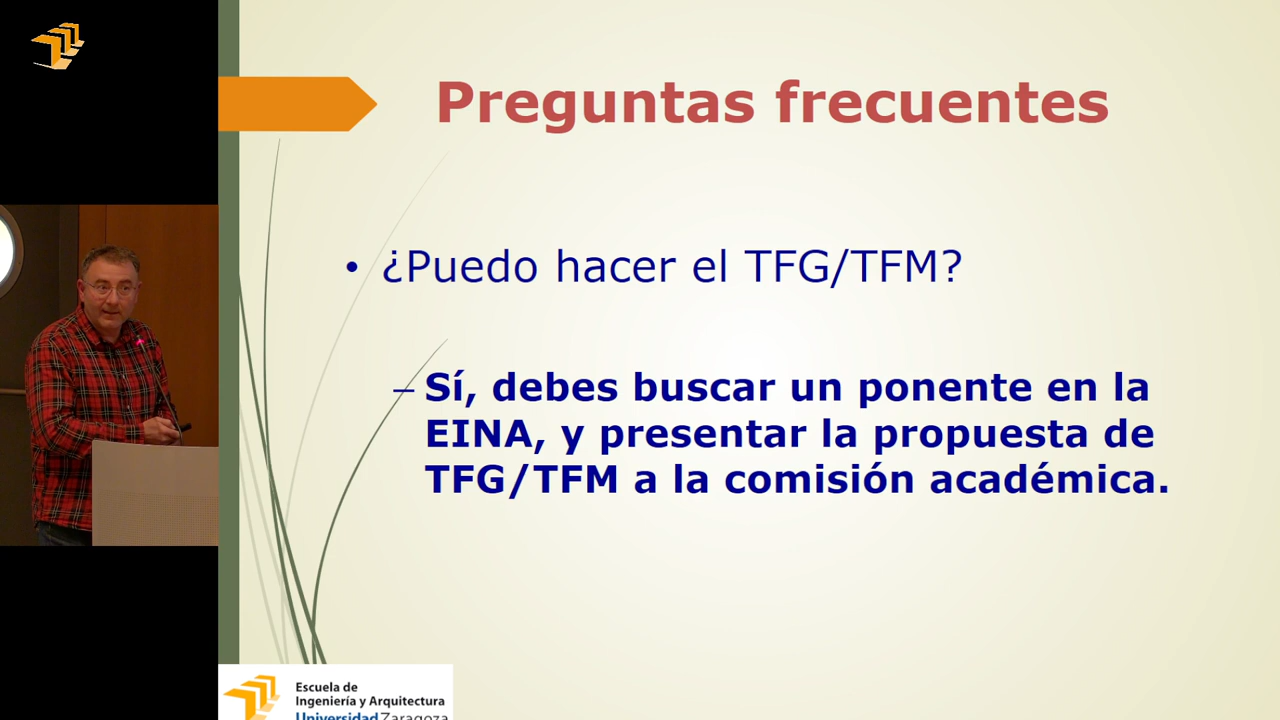 Preguntas frecuentes
• ¿Puedo hacer el TFG/TFM?
– Sí, debes buscar un ponente en la
EINA, y presentar la propuesta de
TFG/TFM a la comisión académica.
Escuela de
Ingeniería y Arquitectura
Universidad Zaragoza